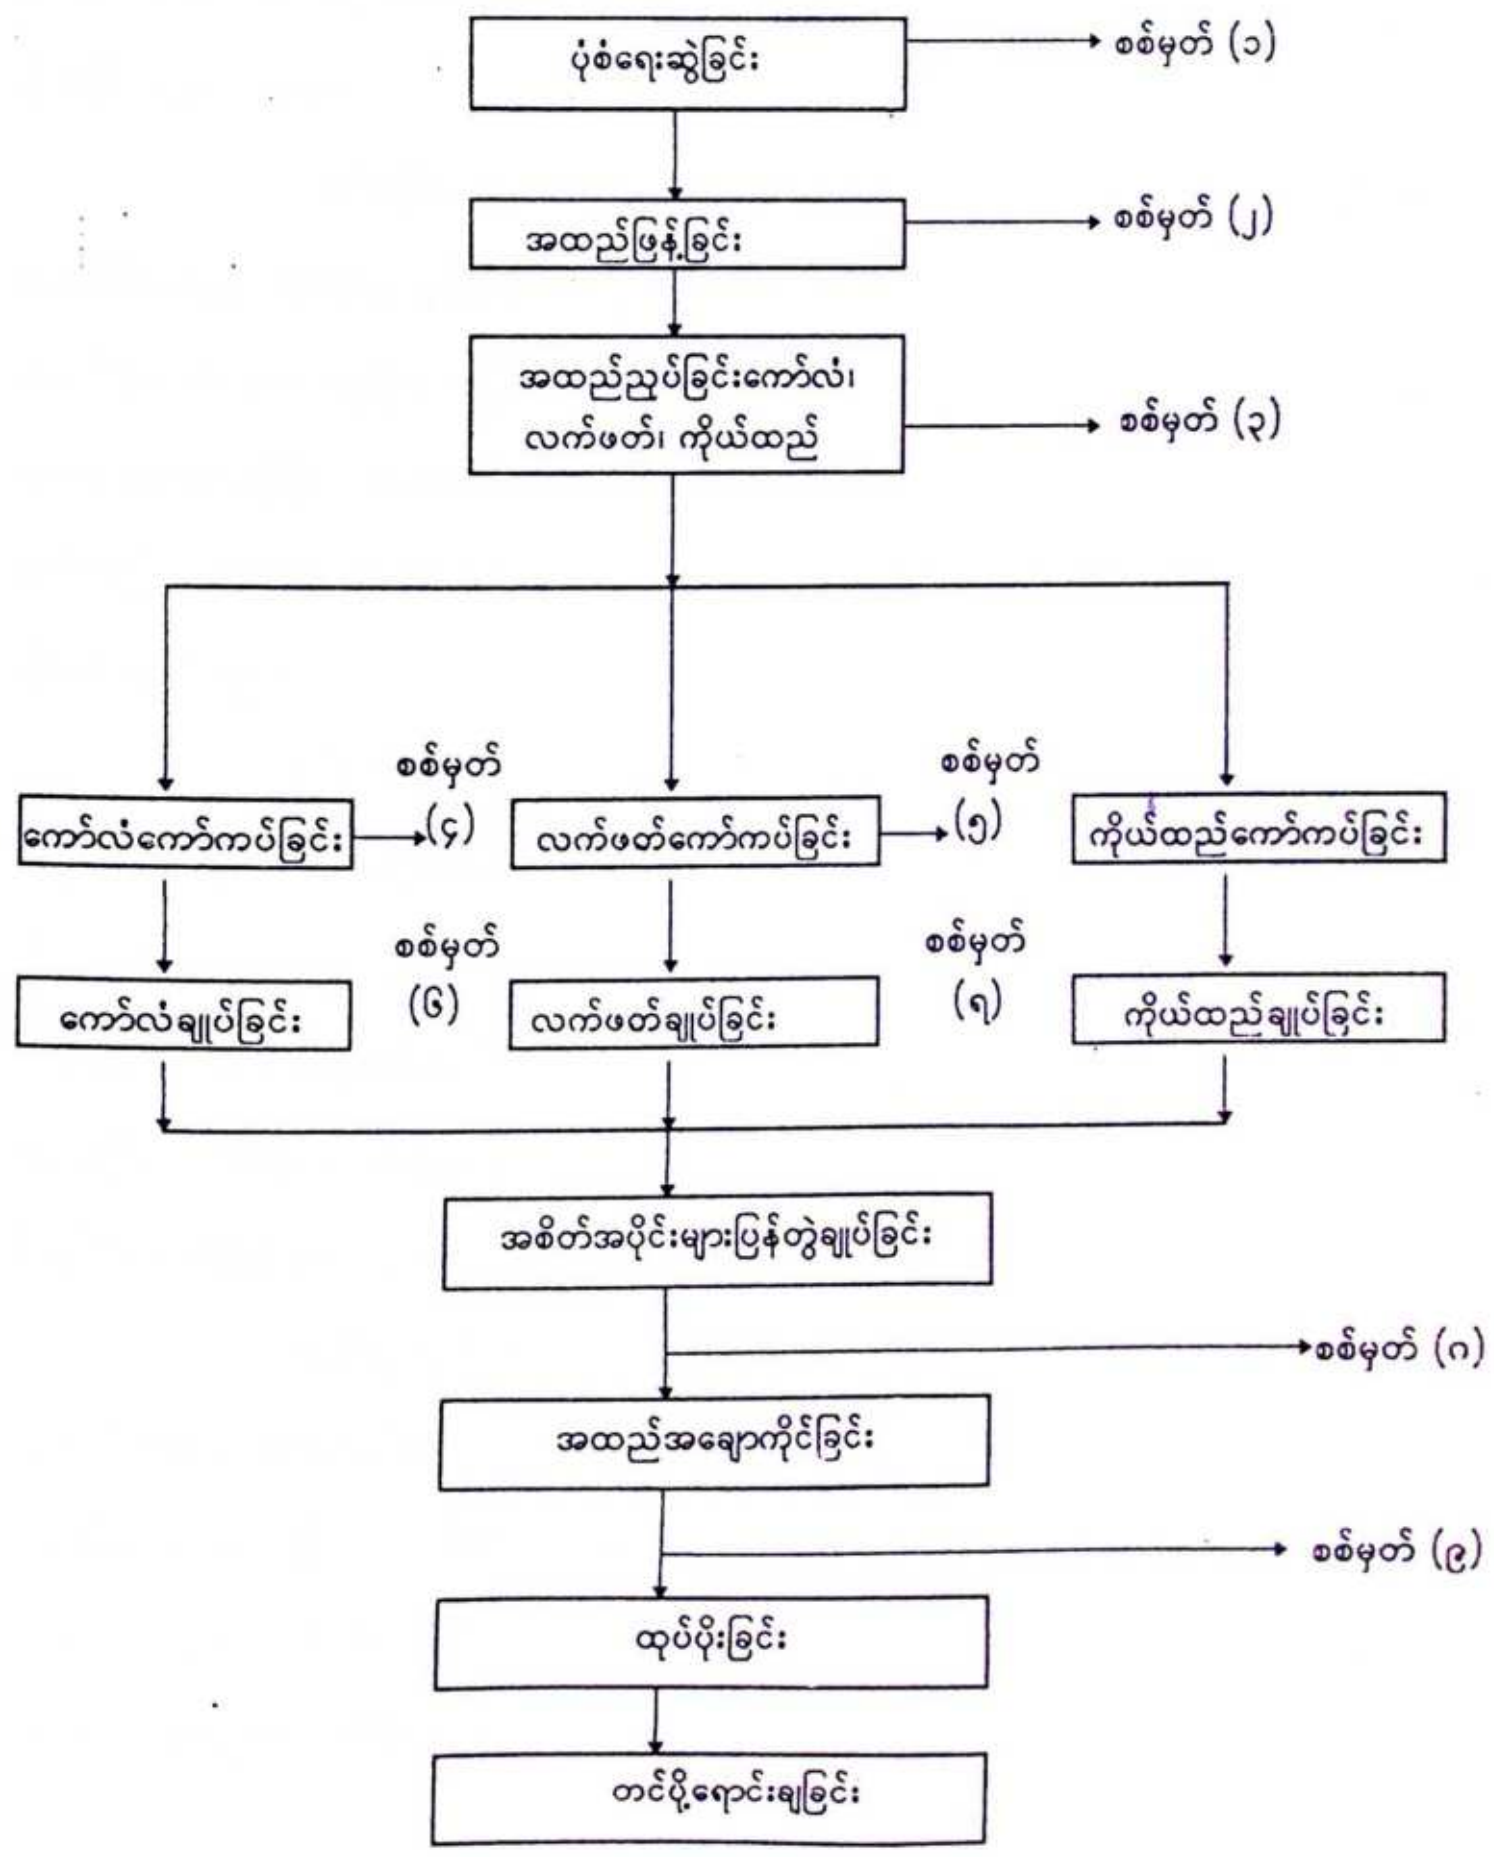 ပုံစံရေးဆွဲခြင်း
စစ်မှတ် (၁)
အထည်ဖြန့်ခြင်း
စစ်မှတ် (၂)
အထည်ညှပ်ခြင်းကော်လံ၊
လက်ဖတ်၊ ကိုယ်ထည်
စစ်မှတ် (၃)
ကော်လံကော်ကပ်ခြင်း
စစ်မှတ်
(၄)
လက်ဖတ်ကော်ကပ်ခြင်း
စစ်မှတ်
(၅)
ကိုယ်ထည်ကော်ကပ်ခြင်း
ကော်လံချုပ်ခြင်း
စစ်မှတ်
(၆)
လက်ဖတ်ချုပ်ခြင်း
စစ်မှတ်
(ရ)
ကိုယ်ထည်ချုပ်ခြင်း
အစိတ်အပိုင်းများပြန်တွဲချုပ်ခြင်း
စစ်မှတ် (ဂ)
အထည်အချောကိုင်ခြင်း
စစ်မှတ် (၉)
ထုပ်ပိုးခြင်း
တင်ပို့ရောင်းချခြင်း